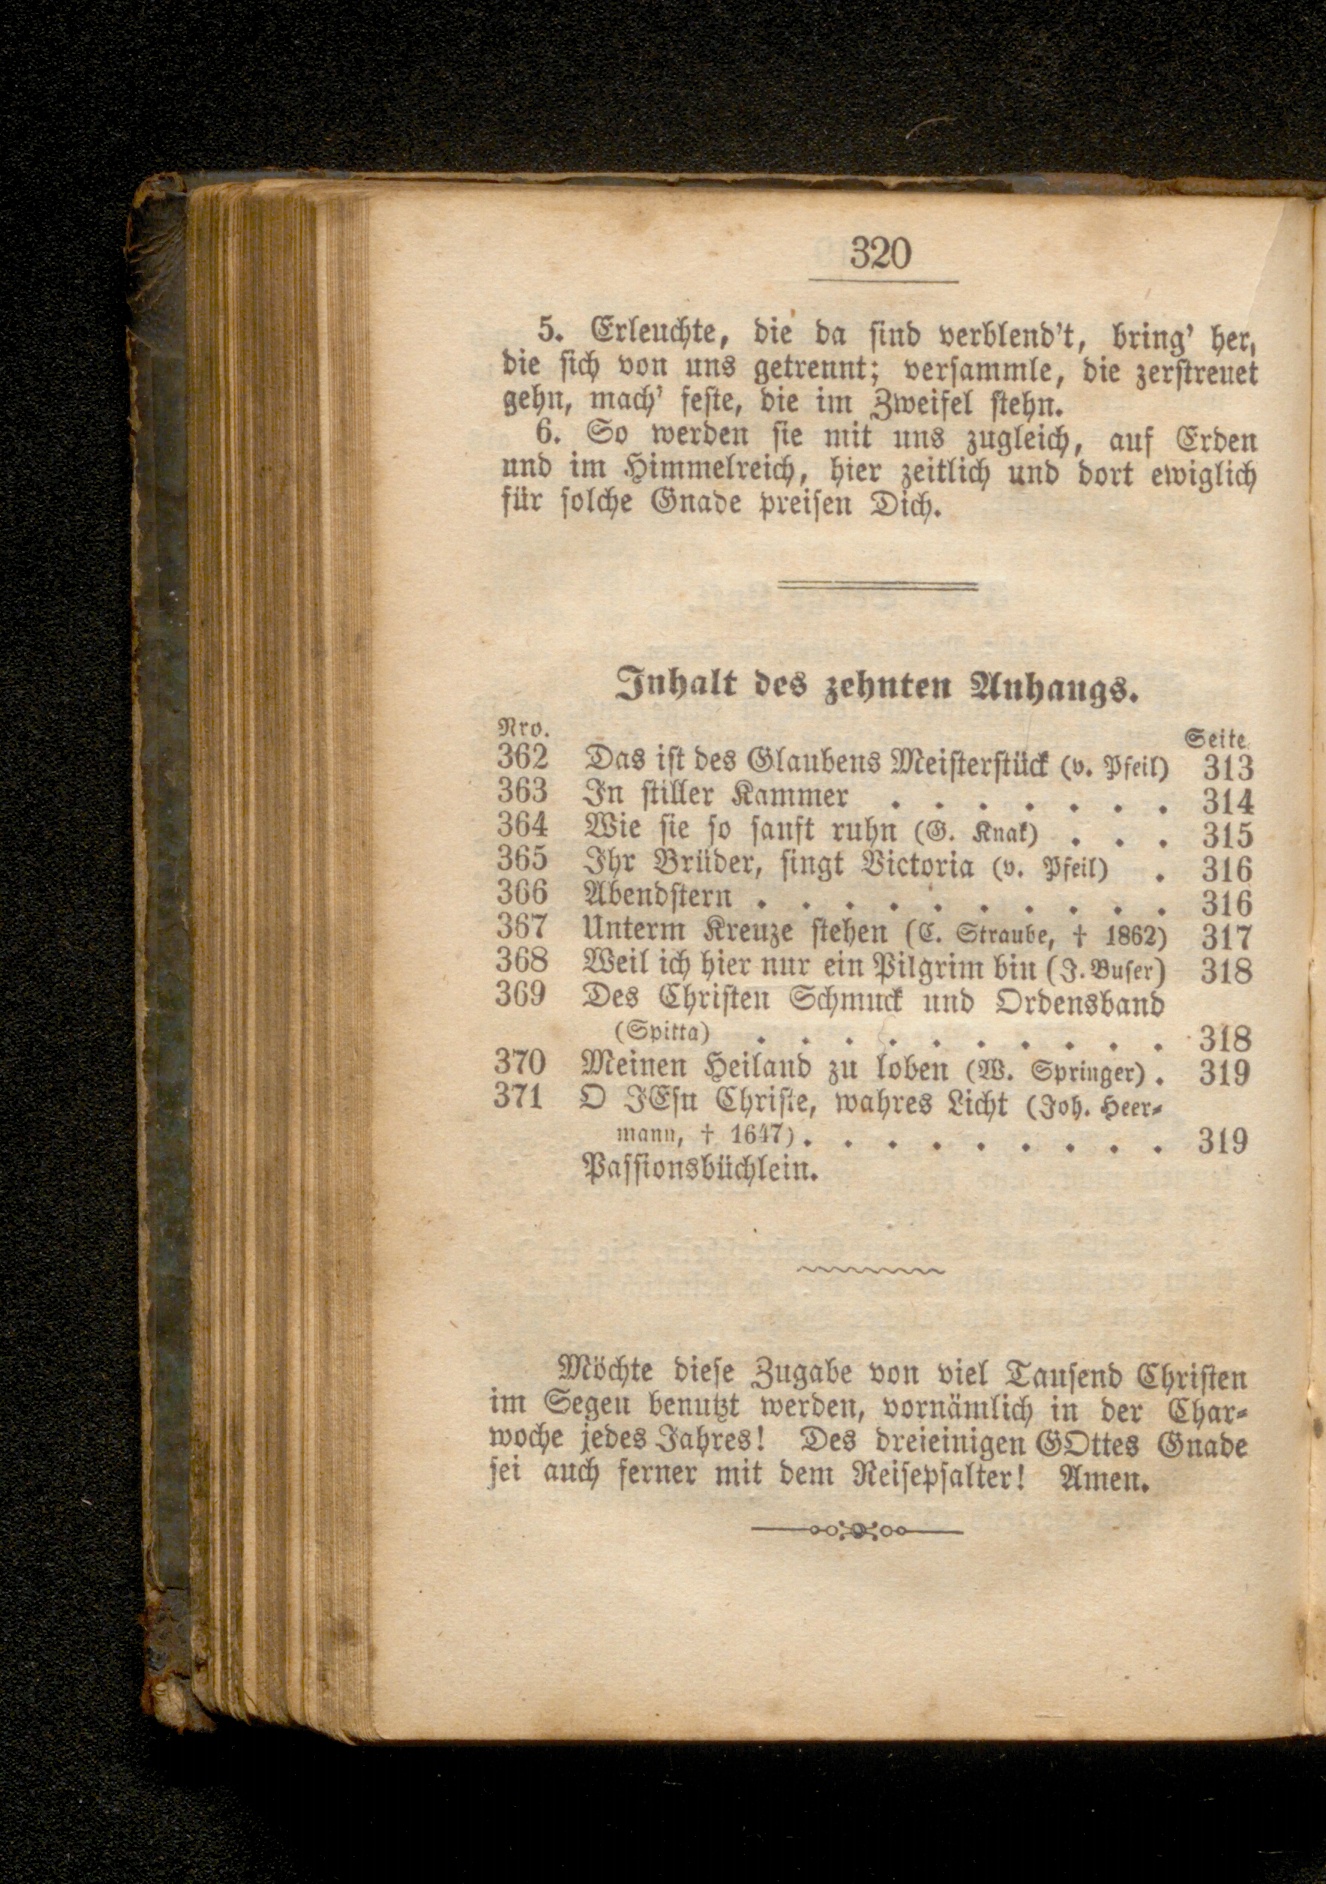 320
5. Erleuchte, die da sind verblend't, bring' her,
die sich von uns getrennt; versammle, die zerstreuet
gehn, mach' feste, die im Zweifel stehn.
6. So werden sie mit uns zugleich, auf Erden
und im Himmelreich, hier zeitlich und dort ewiglich
für solche Gnade preisen Dich.
Inhalt des zehnten Anhangs.
Nro. Seite
362 Das ist des Glaubens Meisterstück (v. Pfeil) 313
363 In stiller Kammer . . . . . . . 314
364 Wie sie so sanft ruhn (G. Knak) . . . 315
365 Ihr Brüder, singt Victoria (v. Pfeil) . 316
366 Abendstern . . . . . . . . . . 316
367 Unterm Kreuze stehen (C. Straube, † 1862) 317
368 Weil ich hier nur ein Pilgrim bin (J. Buser) 318
369 Des Christen Schmuck und Ordensband
(Spitta) . . . . . . . . . . 318
370 Meinen Heiland zu loben (W. Springer) . 319
371 O JEsu Christe, wahres Licht (Joh. Heer-
mann, † 1647) . . . . . . . . . 319
Passionsbüchlein.
Möchte diese Zugabe von viel Tausend Christen
im Segen benutzt werden, vornämlich in der Char-
woche jedes Jahres! Des dreieinigen GOttes Gnade
sei auch ferner mit dem Reisepsalter! Amen.